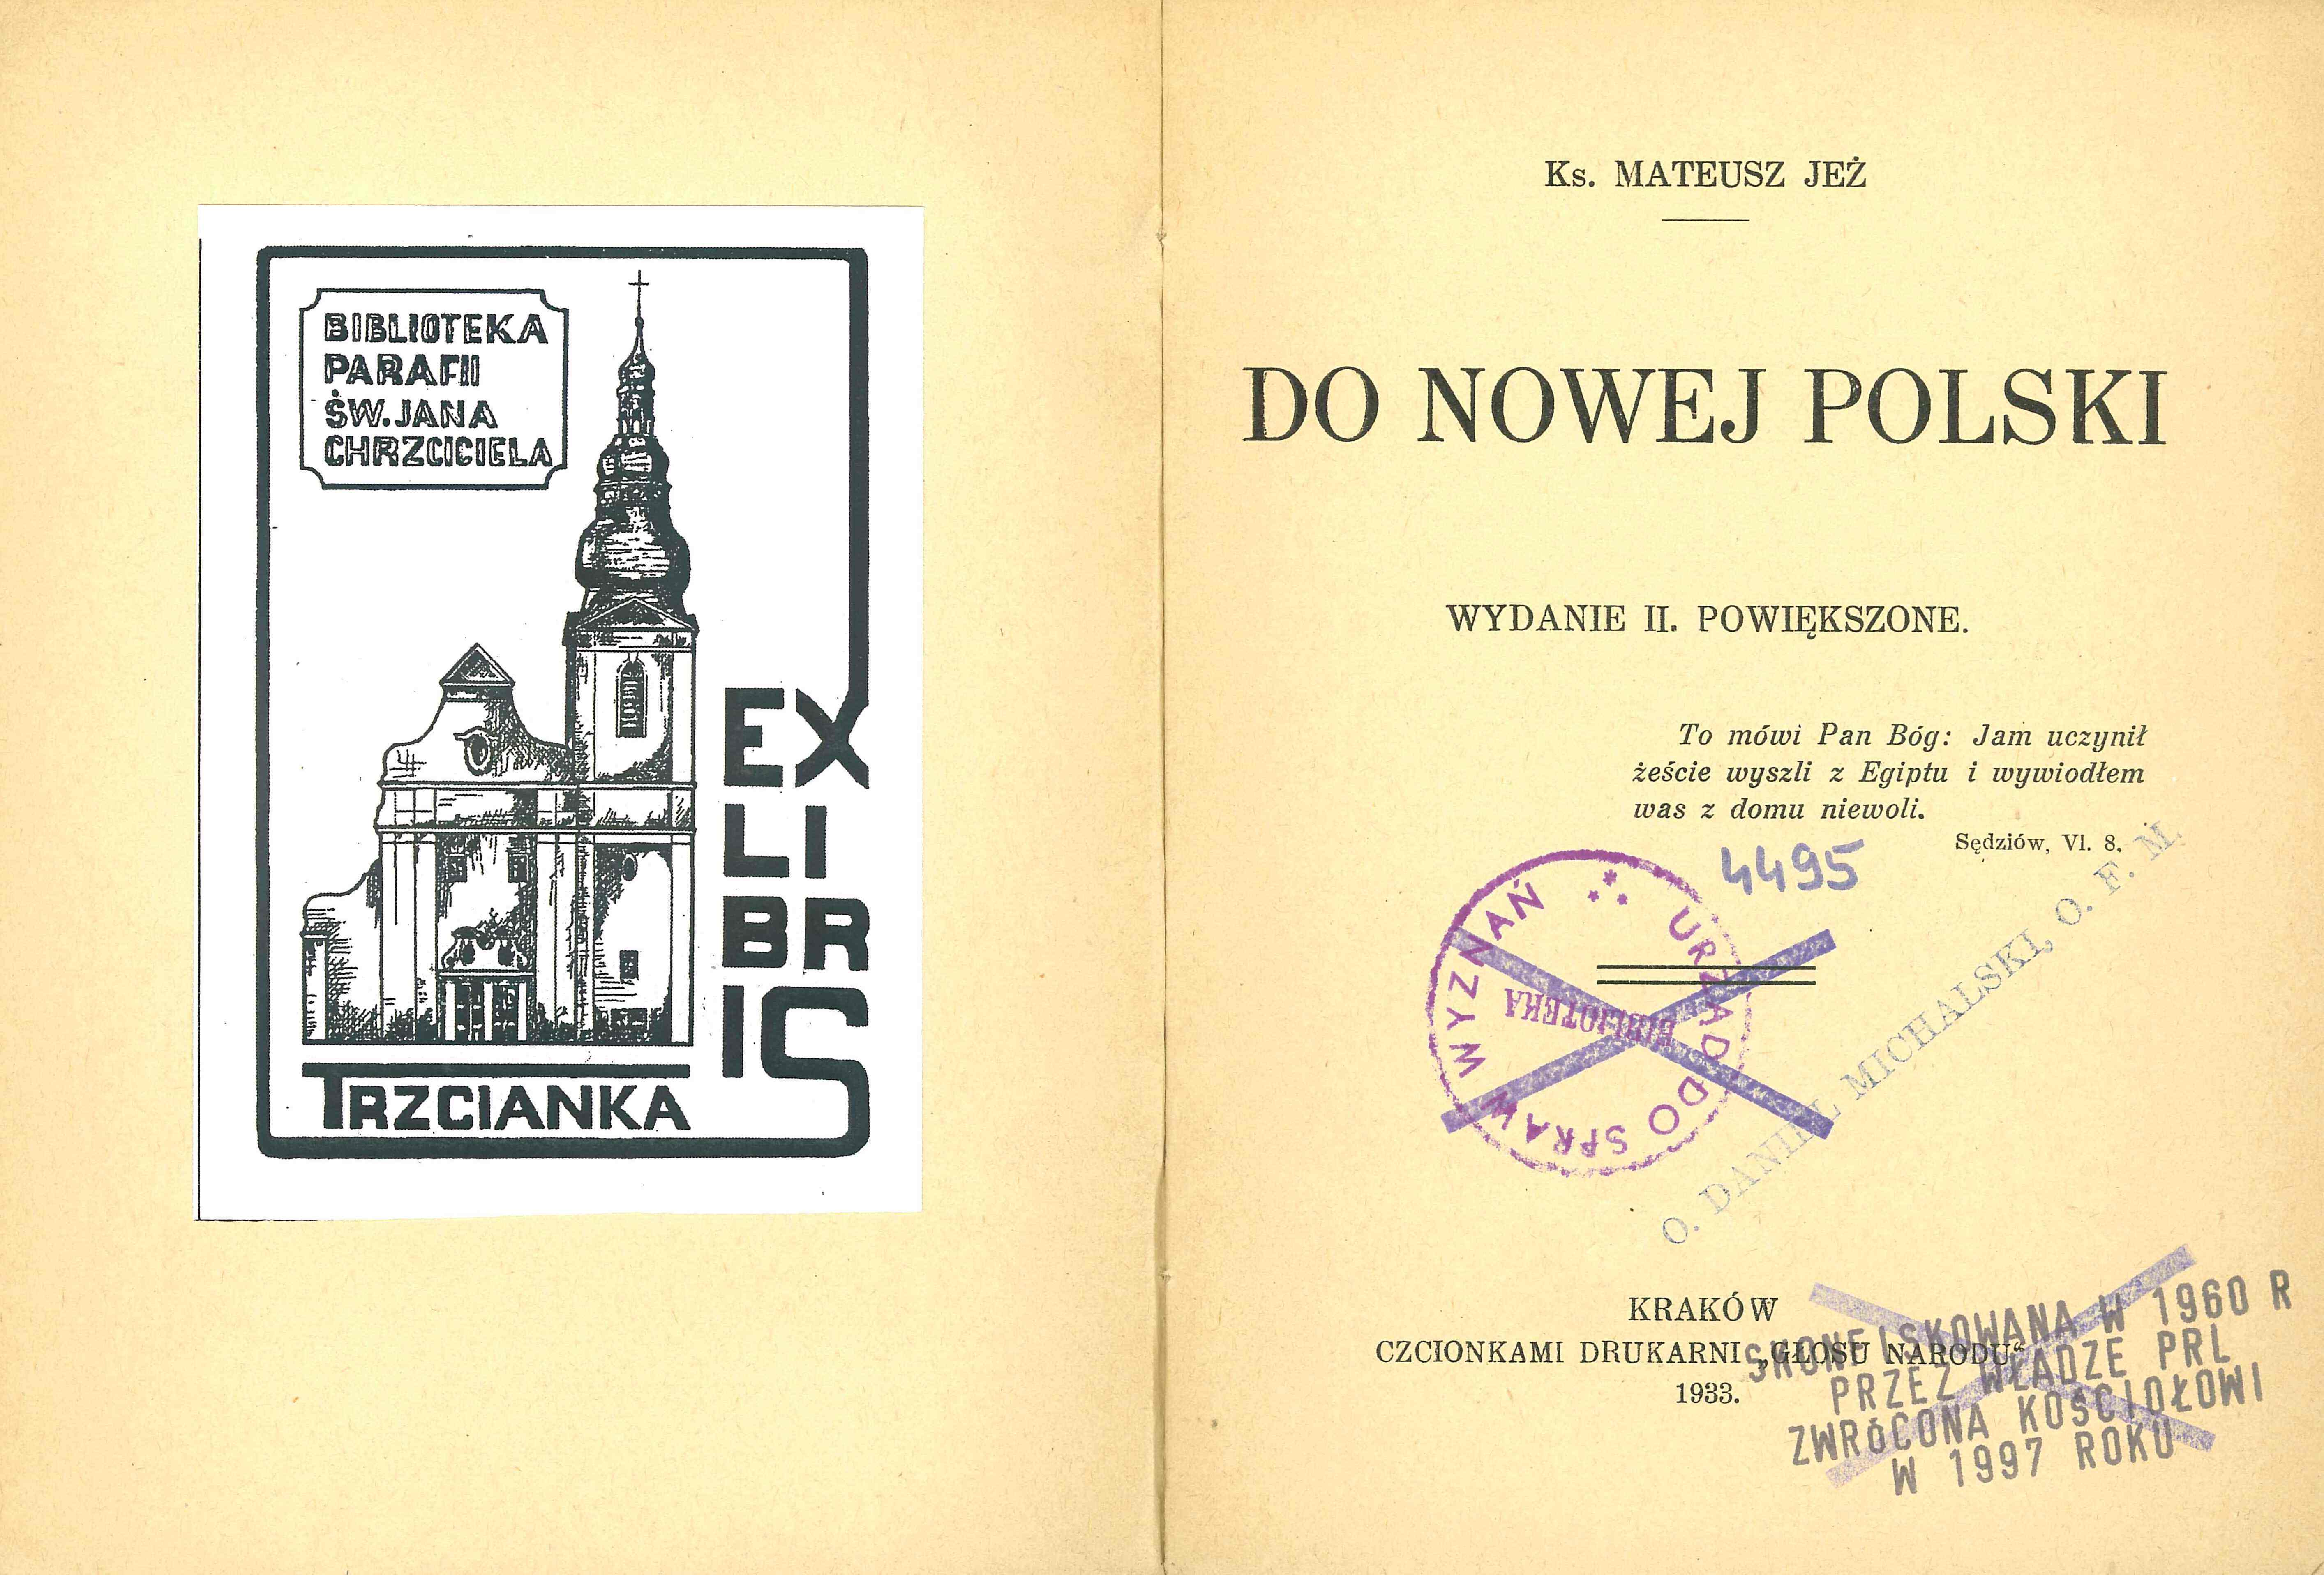 BIBLIOTEKA
PARAFII
ŚW. JANA
CHRZCICIELA
EX
LI
BR
IS
TRZCIANKA
Ks. MATEUSZ JEŻ
DO NOWEJ POLSKI
WYDANIE II. POWIĘKSZONE.
To mówi Pan Bóg: Jam uczynił
żeście wyszli z Egiptu i wywiodłem
was z domu niewoli.
Sędziów, VI. 8.
4495
URZĄD DO SPRAW WYZNAŃ
BIBLIOTEKA
O. DANIEL MICHALSKI, O. F. M.
KRAKÓW
CZCIONKAMI DRUKARNI „GŁOSU NARODU“
1933.
SKONFISKOWANA W 1960 R
PRZEZ WŁADZE PRL
ZWRÓCONA KOŚCIOŁOWI
W 1997 ROKU